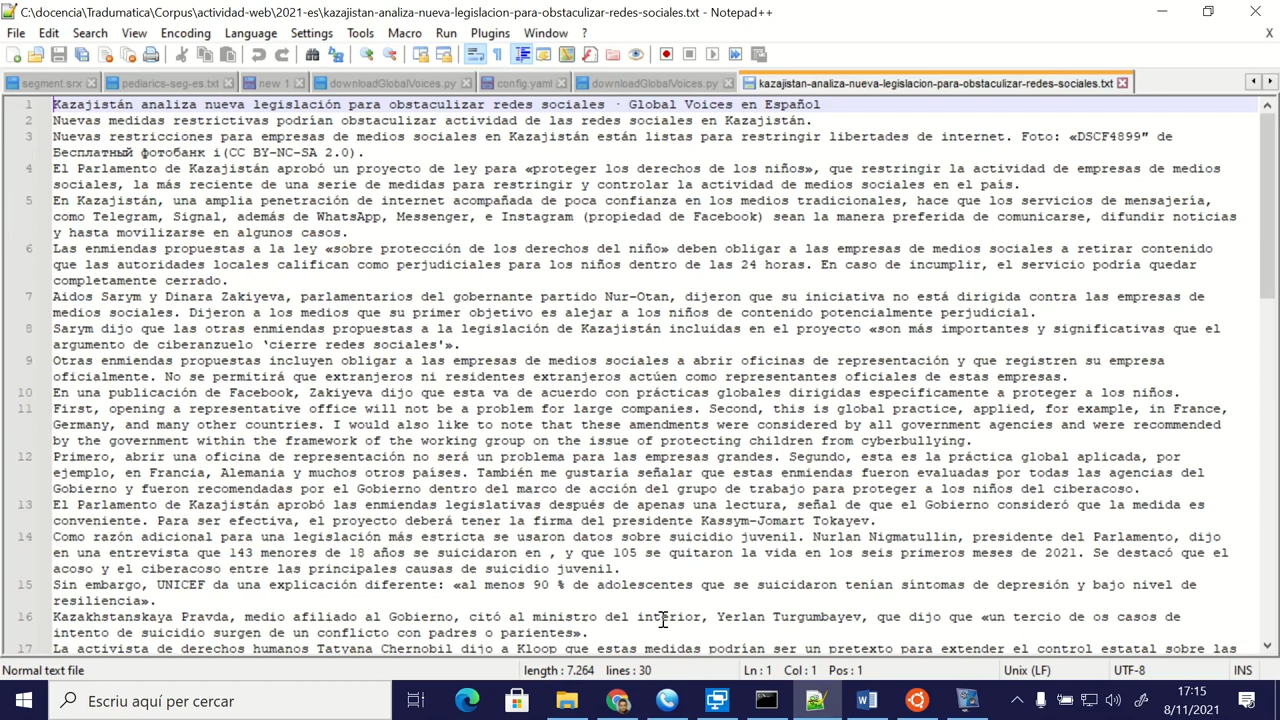 C:\docencia\Tradumatica\Corpus\actividad-web\2021-es\kazajistan-analiza-nueva-legislacion-para-obstaculizar-redes-sociales.txt - Notepad++
File Edit Search View Encoding Language Settings Tools Macro Run Plugins Window ? X
segment.srx pediarics-seg-es.txt new 1 downloadGlobalVoices.py config.yaml downloadGlobalVoices.py kazajistan-analiza-nueva-legislacion-para-obstaculizar-redes-sociales.txt
1 Kazajistán analiza nueva legislación para obstaculizar redes sociales · Global Voices en Español
2 Nuevas medidas restrictivas podrían obstaculizar actividad de las redes sociales en Kazajistán.
3 Nuevas restricciones para empresas de medios sociales en Kazajistán están listas para restringir libertades de internet. Foto: «DSCF4899” de
Бесплатный фотобанк i(CC BY-NC-SA 2.0).
4 El Parlamento de Kazajistán aprobó un proyecto de ley para «proteger los derechos de los niños», que restringir la actividad de empresas de medios
sociales, la más reciente de una serie de medidas para restringir y controlar la actividad de medios sociales en el país.
5 En Kazajistán, una amplia penetración de internet acompañada de poca confianza en los medios tradicionales, hace que los servicios de mensajería,
como Telegram, Signal, además de WhatsApp, Messenger, e Instagram (propiedad de Facebook) sean la manera preferida de comunicarse, difundir noticias
y hasta movilizarse en algunos casos.
6 Las enmiendas propuestas a la ley «sobre protección de los derechos del niño» deben obligar a las empresas de medios sociales a retirar contenido
que las autoridades locales califican como perjudiciales para los niños dentro de las 24 horas. En caso de incumplir, el servicio podría quedar
completamente cerrado.
7 Aidos Sarym y Dinara Zakiyeva, parlamentarios del gobernante partido Nur-Otan, dijeron que su iniciativa no está dirigida contra las empresas de
medios sociales. Dijeron a los medios que su primer objetivo es alejar a los niños de contenido potencialmente perjudicial.
8 Sarym dijo que las otras enmiendas propuestas a la legislación de Kazajistán incluidas en el proyecto «son más importantes y significativas que el
argumento de ciberanzuelo ‘cierre redes sociales'».
9 Otras enmiendas propuestas incluyen obligar a las empresas de medios sociales a abrir oficinas de representación y que registren su empresa
oficialmente. No se permitirá que extranjeros ni residentes extranjeros actúen como representantes oficiales de estas empresas.
10 En una publicación de Facebook, Zakiyeva dijo que esta va de acuerdo con prácticas globales dirigidas específicamente a proteger a los niños.
11 First, opening a representative office will not be a problem for large companies. Second, this is global practice, applied, for example, in France,
Germany, and many other countries. I would also like to note that these amendments were considered by all government agencies and were recommended
by the government within the framework of the working group on the issue of protecting children from cyberbullying.
12 Primero, abrir una oficina de representación no será un problema para las empresas grandes. Segundo, esta es la práctica global aplicada, por
ejemplo, en Francia, Alemania y muchos otros países. También me gustaría señalar que estas enmiendas fueron evaluadas por todas las agencias del
Gobierno y fueron recomendadas por el Gobierno dentro del marco de acción del grupo de trabajo para proteger a los niños del ciberacoso.
13 El Parlamento de Kazajistán aprobó las enmiendas legislativas después de apenas una lectura, señal de que el Gobierno consideró que la medida es
conveniente. Para ser efectiva, el proyecto deberá tener la firma del presidente Kassym-Jomart Tokayev.
14 Como razón adicional para una legislación más estricta se usaron datos sobre suicidio juvenil. Nurlan Nigmatullin, presidente del Parlamento, dijo
en una entrevista que 143 menores de 18 años se suicidaron en , y que 105 se quitaron la vida en los seis primeros meses de 2021. Se destacó que el
acoso y el ciberacoso entre las principales causas de suicidio juvenil.
15 Sin embargo, UNICEF da una explicación diferente: «al menos 90 % de adolescentes que se suicidaron tenían síntomas de depresión y bajo nivel de
resiliencia».
16 Kazakhstanskaya Pravda, medio afiliado al Gobierno, citó al ministro del interior, Yerlan Turgumbayev, que dijo que «un tercio de os casos de
intento de suicidio surgen de un conflicto con padres o parientes».
17 La activista de derechos humanos Tatyana Chernobil dijo a Kloop que estas medidas podrían ser un pretexto para extender el control estatal sobre las
Normal text file length : 7.264 lines : 30 Ln : 1 Col : 1 Pos : 1 Unix (LF) UTF-8 INS
Escriu aquí per cercar
17:15
8/11/2021